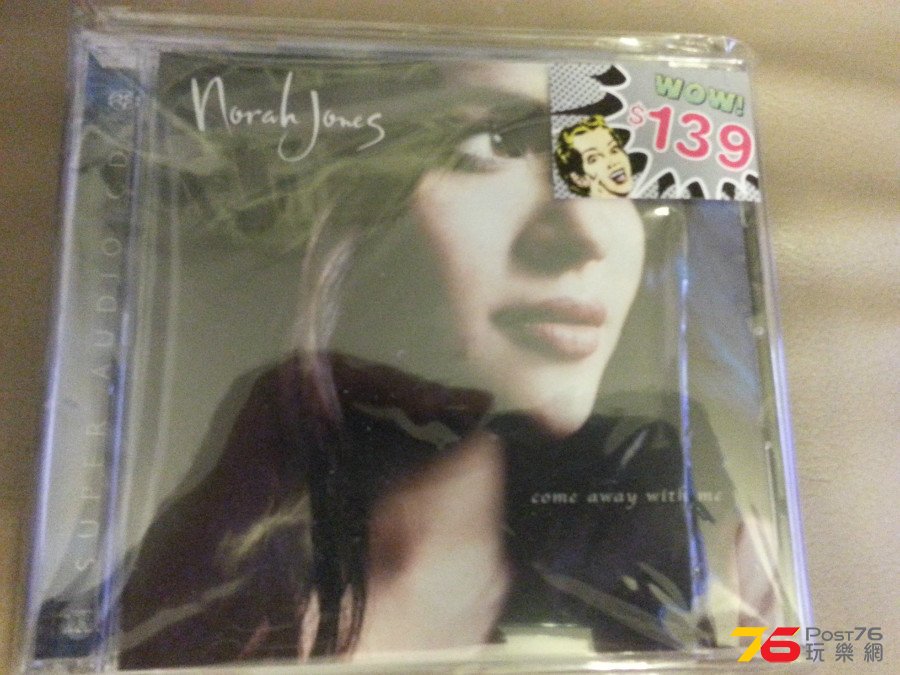 Norah Jones
WOW!
$139
SUPER AUDIO CD
come away with me
76 POST76
玩樂網